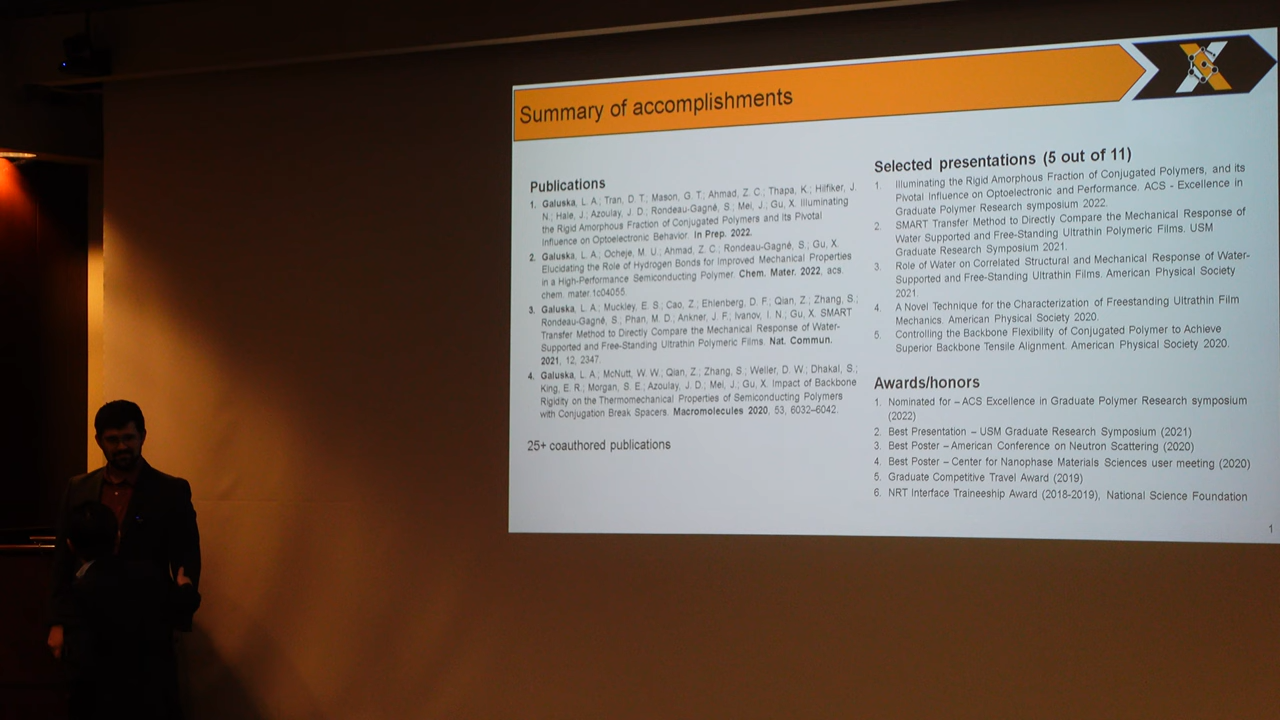 Summary of accomplishments
Publications
1. Galuska, L. A.; Tran, D. T.; Mason, G. T.; Ahmad, Z. C.; Thapa, K.; Hilfiker, J.
N.; Hale, J.; Azoulay, J. D.; Rondeau-Gagné, S.; Mei, J.; Gu, X. Illuminating
the Rigid Amorphous Fraction of Conjugated Polymers and Its Pivotal
Influence on Optoelectronic Behavior. In Prep. 2022.
2. Galuska, L. A.; Ocheje, M. U.; Ahmad, Z. C.; Rondeau-Gagné, S.; Gu, X.
Elucidating the Role of Hydrogen Bonds for Improved Mechanical Properties
in a High-Performance Semiconducting Polymer. Chem. Mater. 2022, acs.
chem. mater.1c04055.
3. Galuska, L. A.; Muckley, E. S.; Cao, Z.; Ehlenberg, D. F.; Qian, Z.; Zhang, S.;
Rondeau-Gagné, S.; Phan, M. D.; Ankner, J. F.; Ivanov, I. N.; Gu, X. SMART
Transfer Method to Directly Compare the Mechanical Response of Water-
Supported and Free-Standing Ultrathin Polymeric Films. Nat. Commun.
2021, 12, 2347.
4. Galuska, L. A.; McNutt, W. W.; Qian, Z.; Zhang, S.; Weller, D. W.; Dhakal, S.;
King, E. R.; Morgan, S. E.; Azoulay, J. D.; Mei, J.; Gu, X. Impact of Backbone
Rigidity on the Thermomechanical Properties of Semiconducting Polymers
with Conjugation Break Spacers. Macromolecules 2020, 53, 6032–6042.
25+ coauthored publications
Selected presentations (5 out of 11)
1. Illuminating the Rigid Amorphous Fraction of Conjugated Polymers, and its
Pivotal Influence on Optoelectronic and Performance. ACS - Excellence in
Graduate Polymer Research symposium 2022.
2. SMART Transfer Method to Directly Compare the Mechanical Response of
Water Supported and Free-Standing Ultrathin Polymeric Films. USM
Graduate Research Symposium 2021.
3. Role of Water on Correlated Structural and Mechanical Response of Water-
Supported and Free-Standing Ultrathin Films. American Physical Society
2021.
4. A Novel Technique for the Characterization of Freestanding Ultrathin Film
Mechanics. American Physical Society 2020.
5. Controlling the Backbone Flexibility of Conjugated Polymer to Achieve
Superior Backbone Tensile Alignment. American Physical Society 2020.
Awards/honors
1. Nominated for – ACS Excellence in Graduate Polymer Research symposium
(2022)
2. Best Presentation – USM Graduate Research Symposium (2021)
3. Best Poster – American Conference on Neutron Scattering (2020)
4. Best Poster – Center for Nanophase Materials Sciences user meeting (2020)
5. Graduate Competitive Travel Award (2019)
6. NRT Interface Traineeship Award (2018-2019), National Science Foundation
1